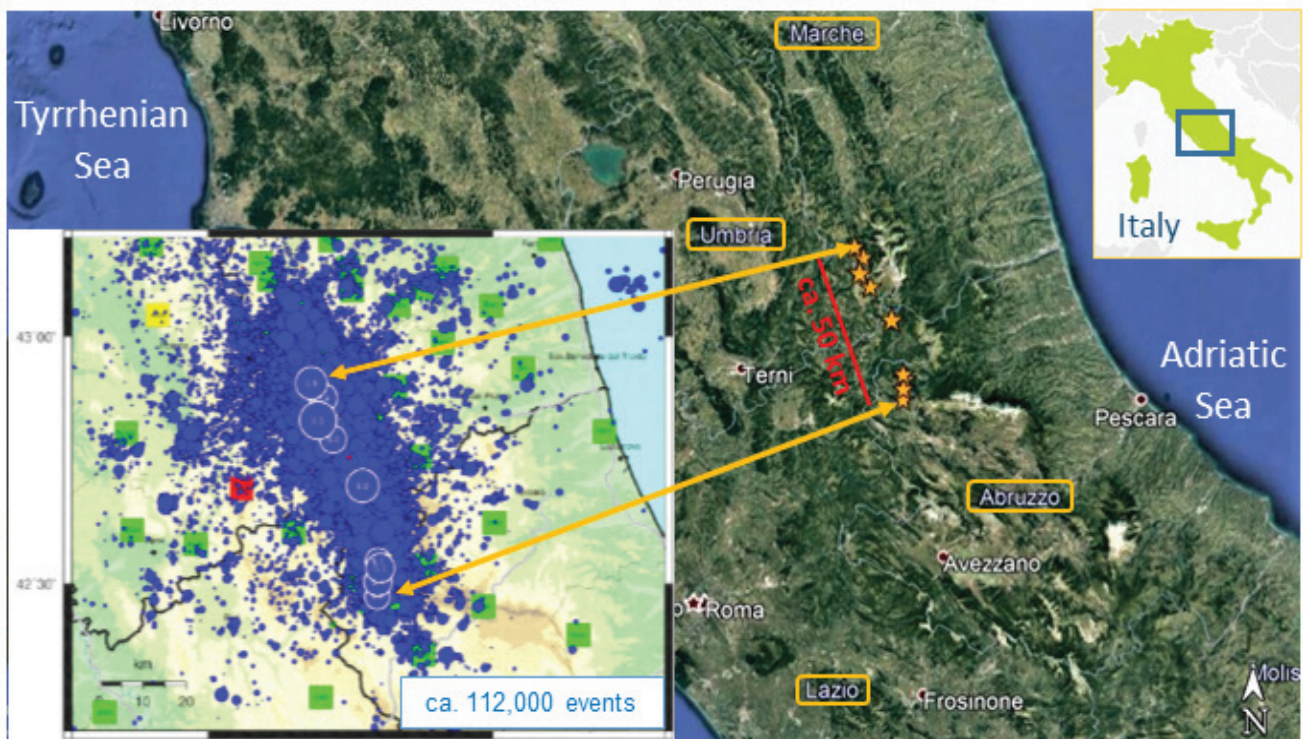 Livorno
Marche
Tyrrhenian
Sea
Perugia
Umbria
Italy
ca. 50 km
43°00'
Terni
Adriatic
Sea
Pescara
Abruzzo
Avezzano
42°30'
Roma
km
0 10 20
ca. 112,000 events
Lazio
Frosinone
Molis
N